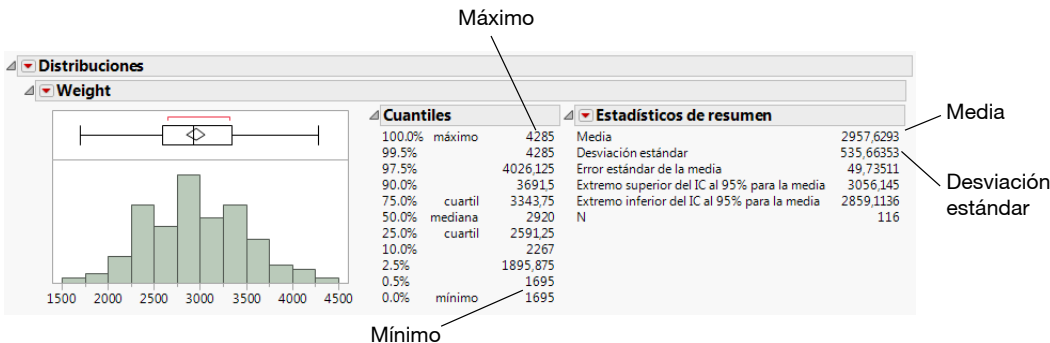 Máximo
Distribuciones
Weight
Cuantiles
100.0% máximo 4285
99.5% 4285
97.5% 4026,125
90.0% 3691,5
75.0% cuartil 3343,75
50.0% mediana 2920
25.0% cuartil 2591,25
10.0% 2267
2.5% 1895,875
0.5% 1695
0.0% mínimo 1695
Estadísticos de resumen
Media 2957,6293
Desviación estándar 535,66353
Error estándar de la media 49,73511
Extremo superior del IC al 95% para la media 3056,145
Extremo inferior del IC al 95% para la media 2859,1136
N 116
Media
Desviación
estándar
1500 2000 2500 3000 3500 4000 4500
Mínimo